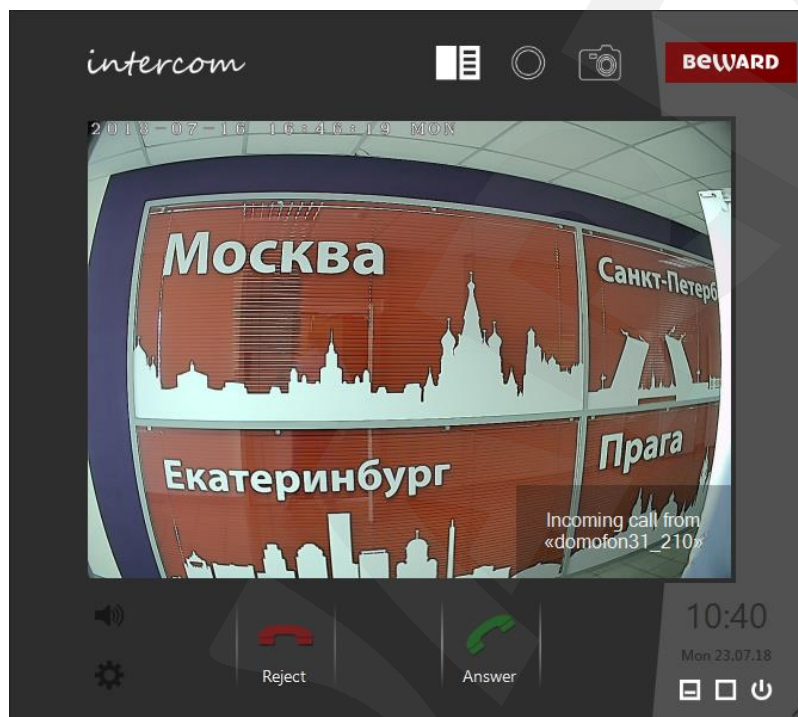 intercom
BEWARD
2018-07-16 16:46:19 MON
Москва
Санкт-Петерб
Екатеринбург
Прага
Incoming call from
«domofon31_210»
Reject
Answer
10:40
Mon 23.07.18